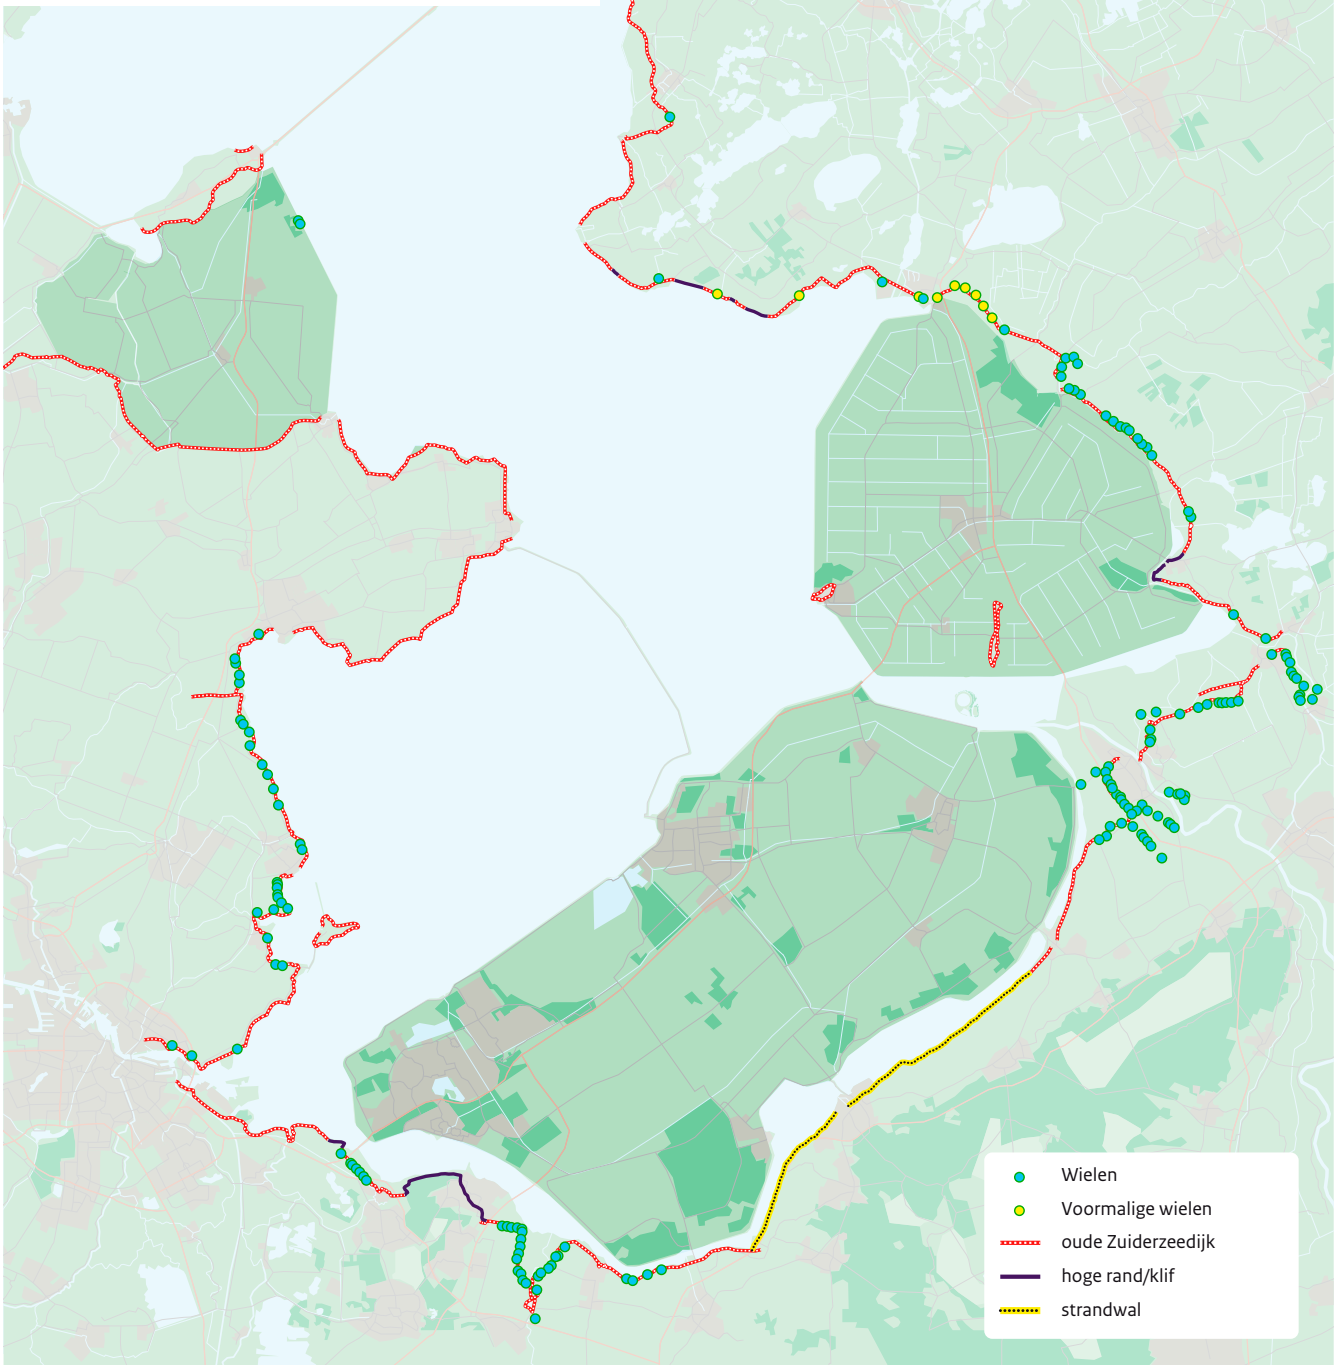 Wielen
Voormalige wielen
oude Zuiderzeedijk
hoge rand/klif
strandwal